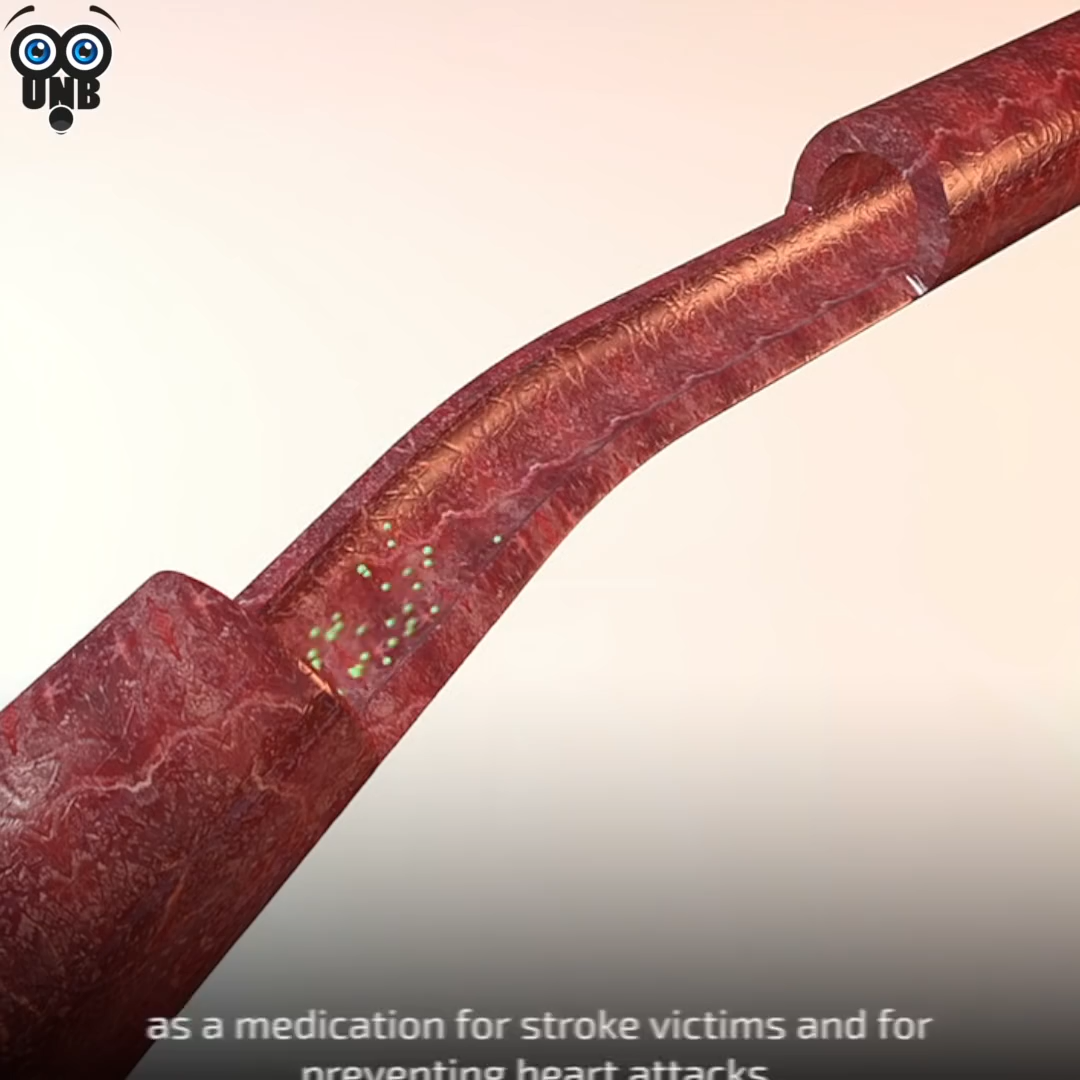 UNB
as a medication for stroke victims and for
preventing heart attacks